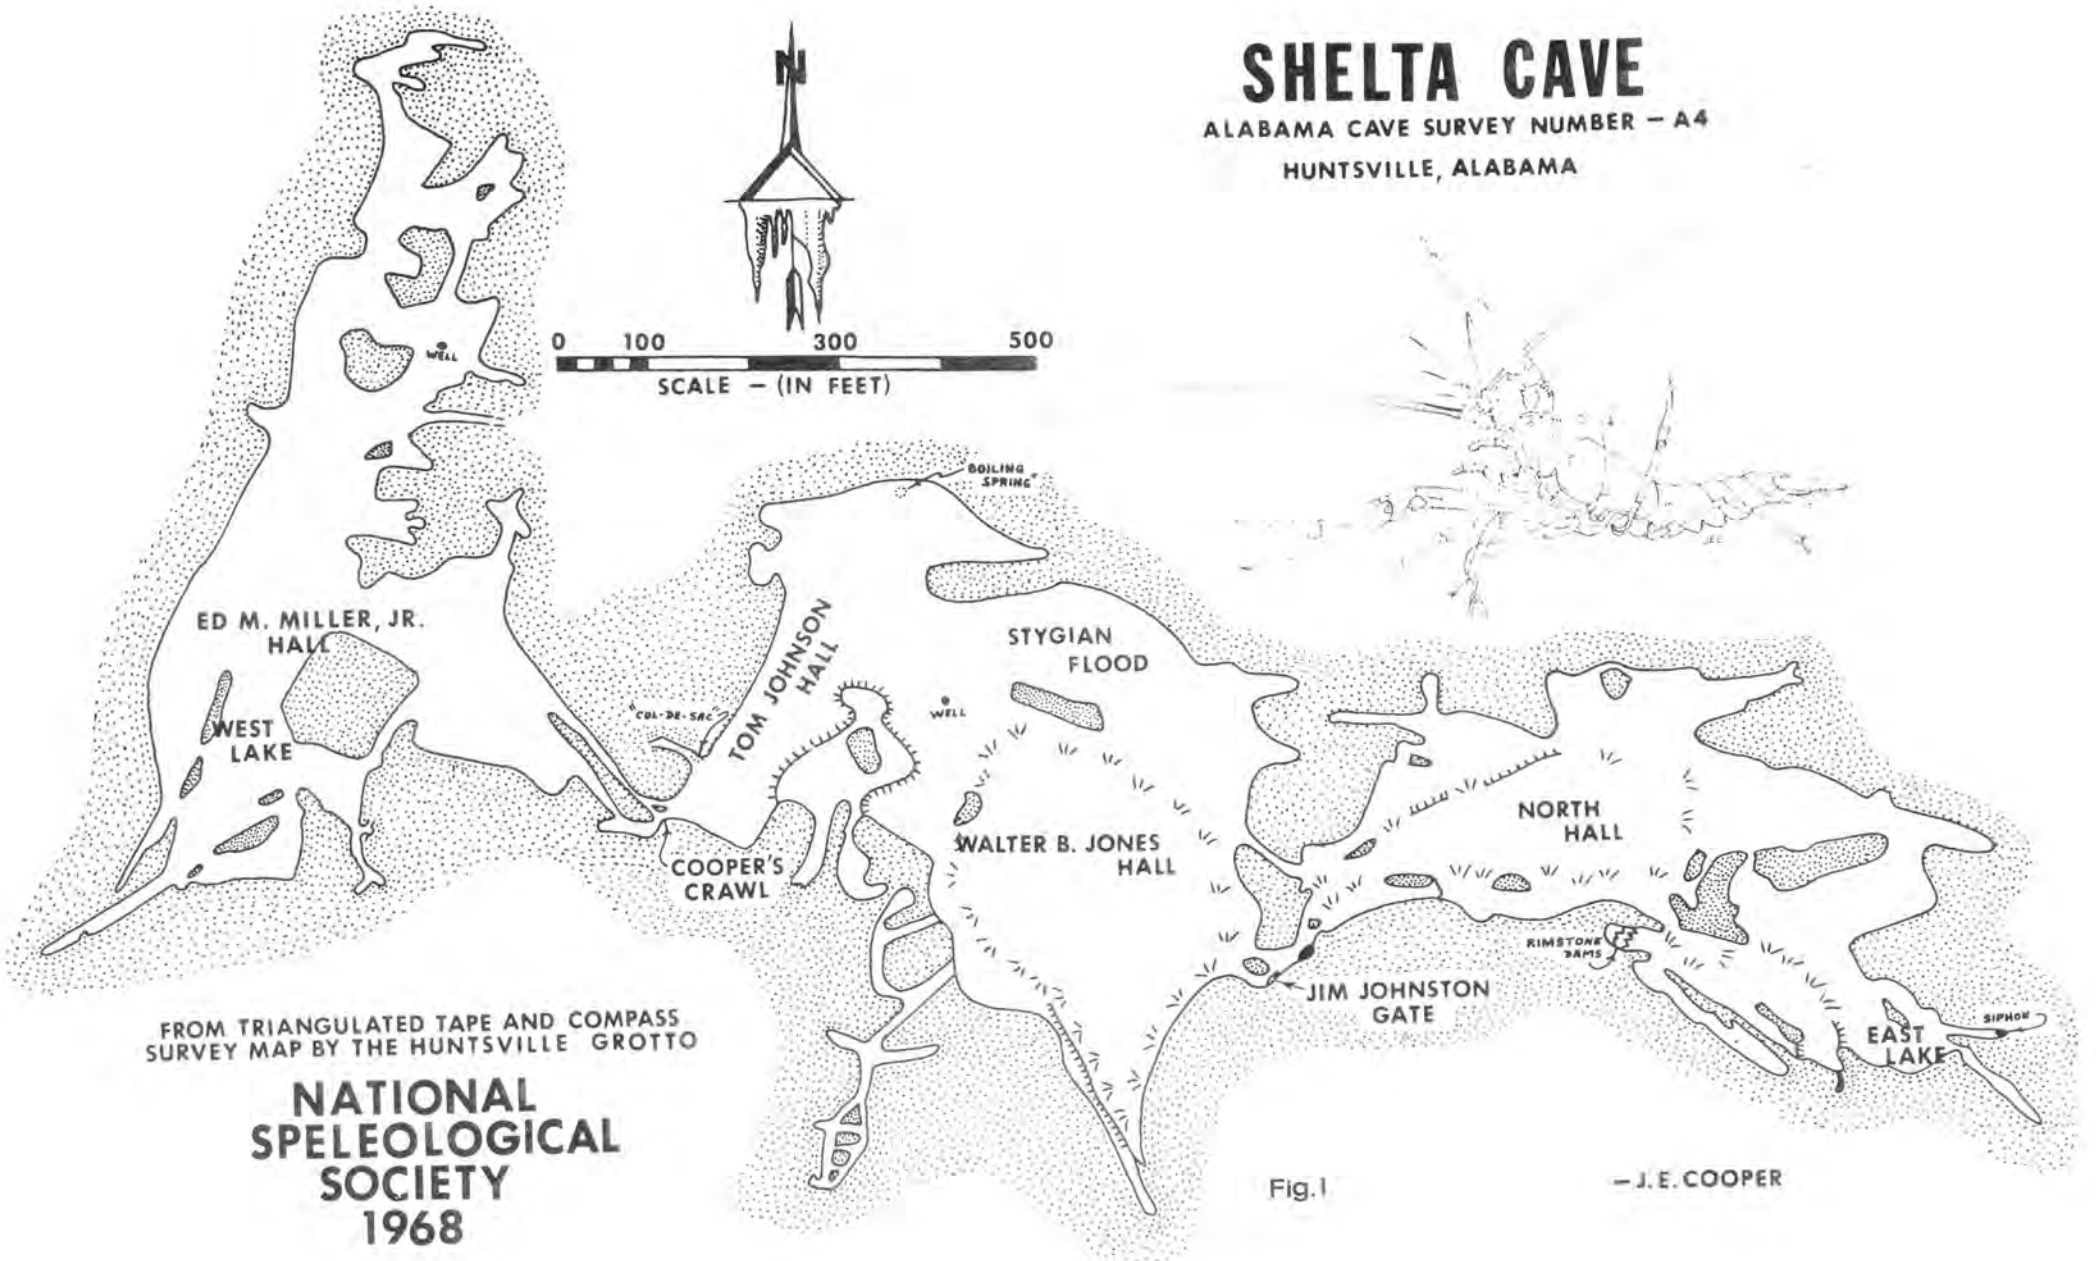 SHELTA CAVE
ALABAMA CAVE SURVEY NUMBER – A4
HUNTSVILLE, ALABAMA
N
0 100 300 500
SCALE – (IN FEET)
WELL
"BOILING
SPRING"
ED M. MILLER, JR.
HALL
TOM JOHNSON
HALL
STYGIAN
FLOOD
"CUL-DE-SAC"
WELL
WEST
LAKE
NORTH
HALL
WALTER B. JONES
HALL
COOPER'S
CRAWL
RIMSTONE
DAMS
JIM JOHNSTON
GATE
SIPHON
EAST
LAKE
FROM TRIANGULATED TAPE AND COMPASS
SURVEY MAP BY THE HUNTSVILLE GROTTO
NATIONAL
SPELEOLOGICAL
SOCIETY
1968
Fig.1
– J.E. COOPER